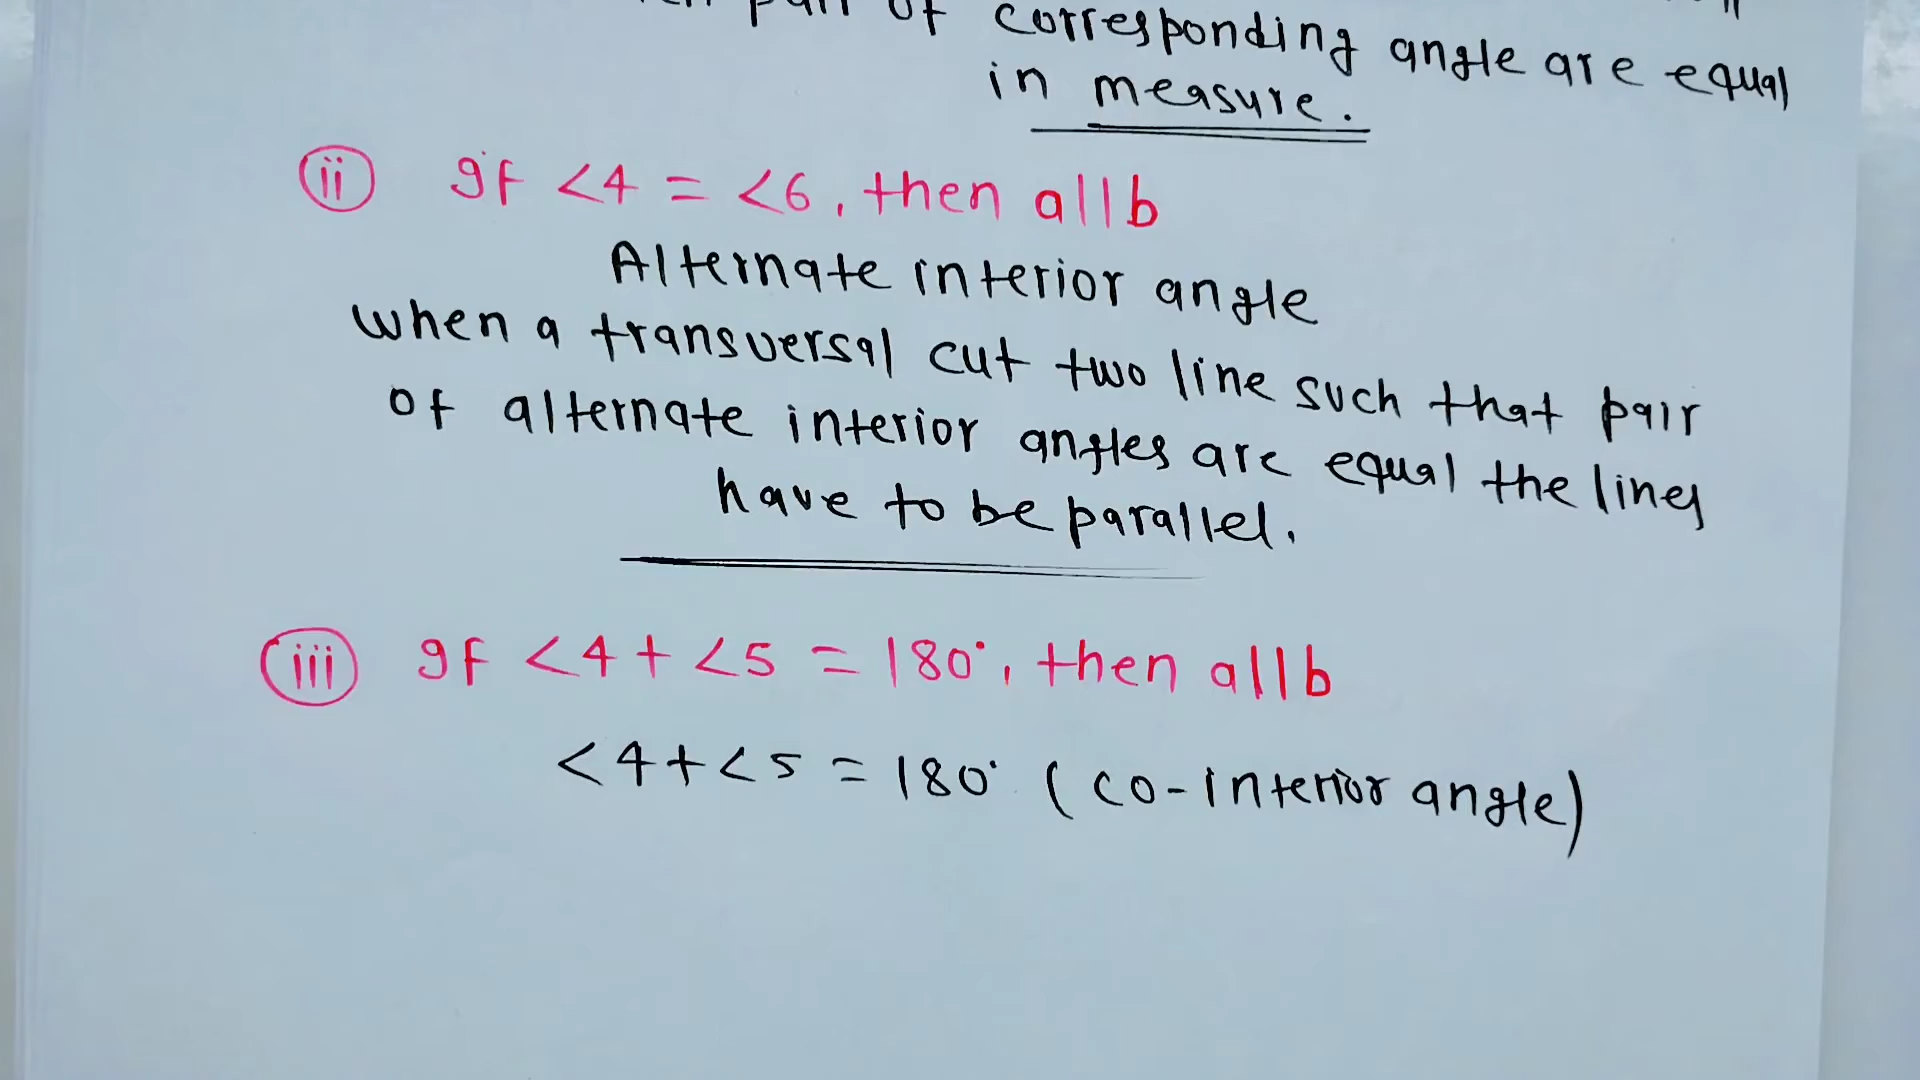 pair of corresponding angle are equal
in measure.
(ii) If <4 = <6, then a||b
Alternate interior angle
when a transversal cut two line such that pair
of alternate interior angles are equal the lines
have to be parallel.
(iii) If <4 + <5 = 180°, then a||b
<4+<5 = 180° (co-interior angle)